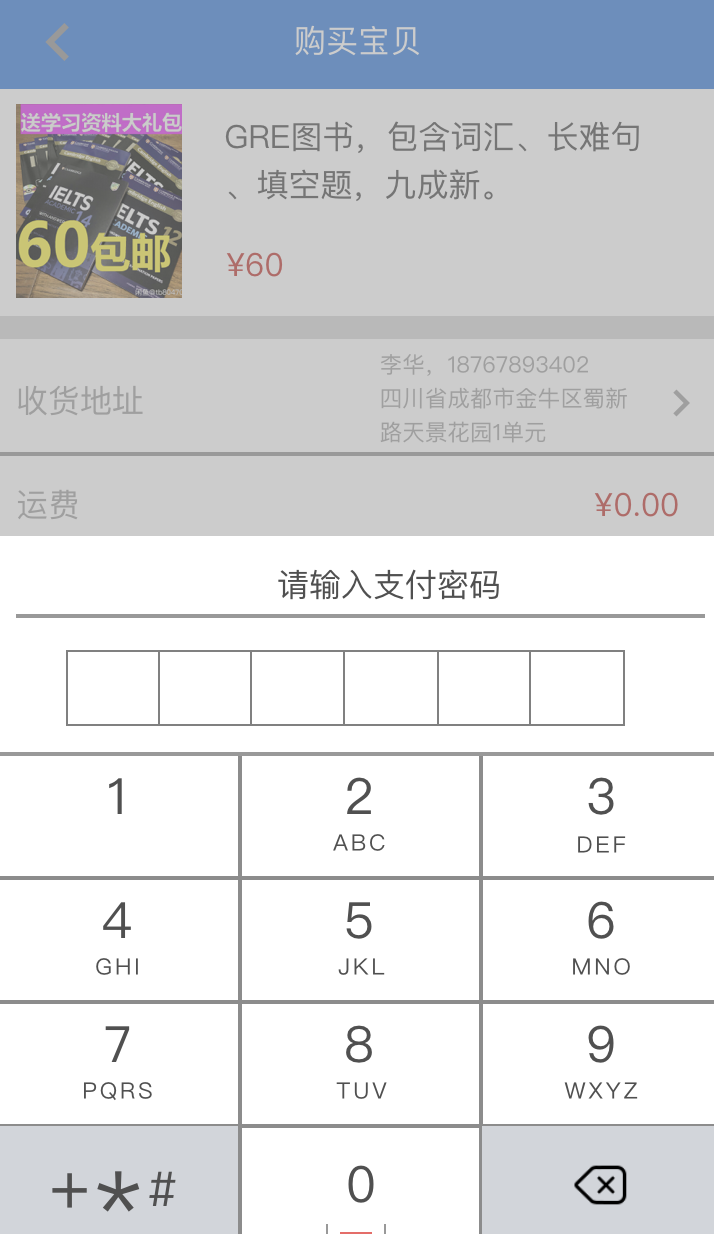 购买宝贝
送学习资料大礼包
IELTS
ACADEMIC 14
60包邮
GRE图书，包含词汇、长难句
、填空题，九成新。
¥60
收货地址
李华，18767893402
四川省成都市金牛区蜀新
路天景花园1单元
运费
¥0.00
请输入支付密码
1
2
3
ABC
DEF
4
5
6
GHI
JKL
MNO
7
8
9
PQRS
TUV
WXYZ
+*#
0